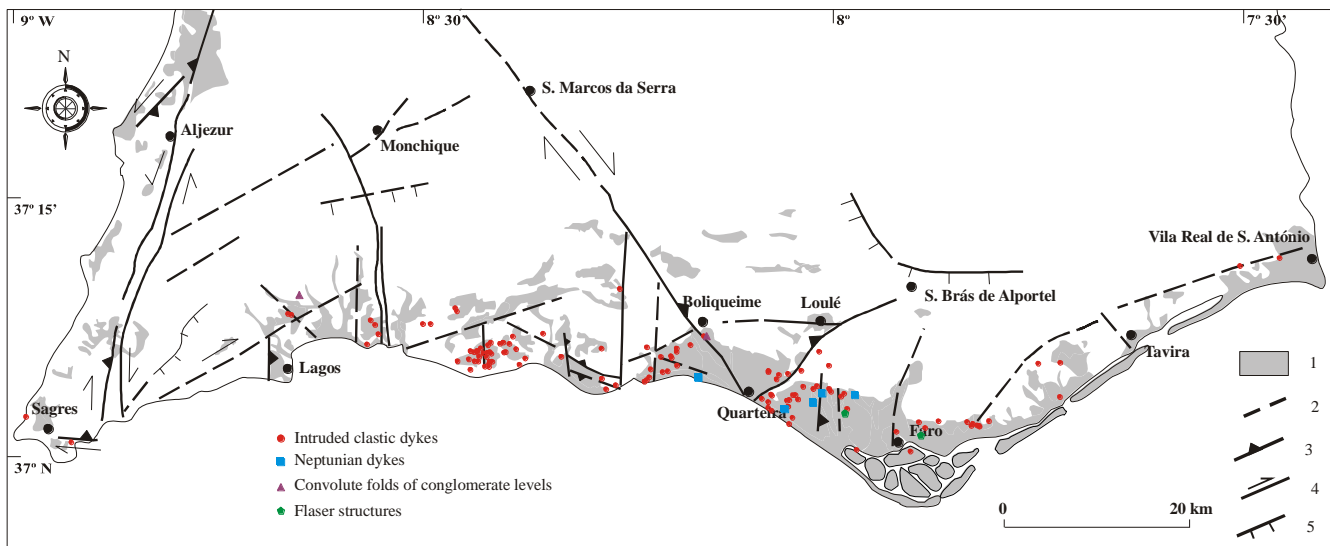 9º W
8º 30'
8º
7º 30'
N
S. Marcos da Serra
Aljezur
Monchique
37º 15'
Vila Real de S. António
S. Brás de Alportel
Boliqueime
Loulé
Tavira
Lagos
Quarteira
Sagres
Faro
37º N
Intruded clastic dykes
Neptunian dykes
Convolute folds of conglomerate levels
Flaser structures
0 20 km
1
2
3
4
5